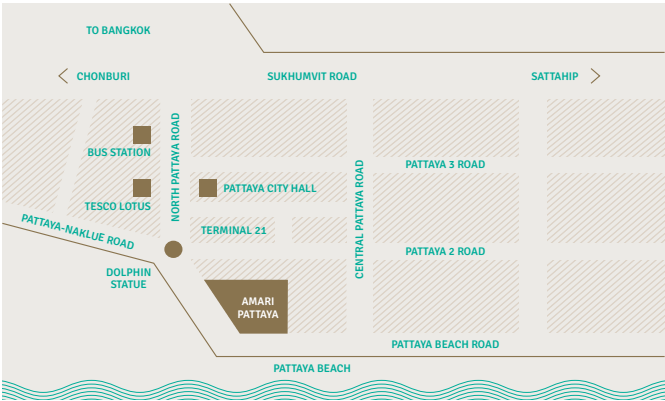 TO BANGKOK
CHONBURI
SUKHUMVIT ROAD
SATTAHIP
NORTH PATTAYA ROAD
BUS STATION
CENTRAL PATTAYA ROAD
PATTAYA 3 ROAD
PATTAYA CITY HALL
TESCO LOTUS
PATTAYA-NAKLUE ROAD
TERMINAL 21
PATTAYA 2 ROAD
DOLPHIN
STATUE
AMARI
PATTAYA
PATTAYA BEACH ROAD
PATTAYA BEACH